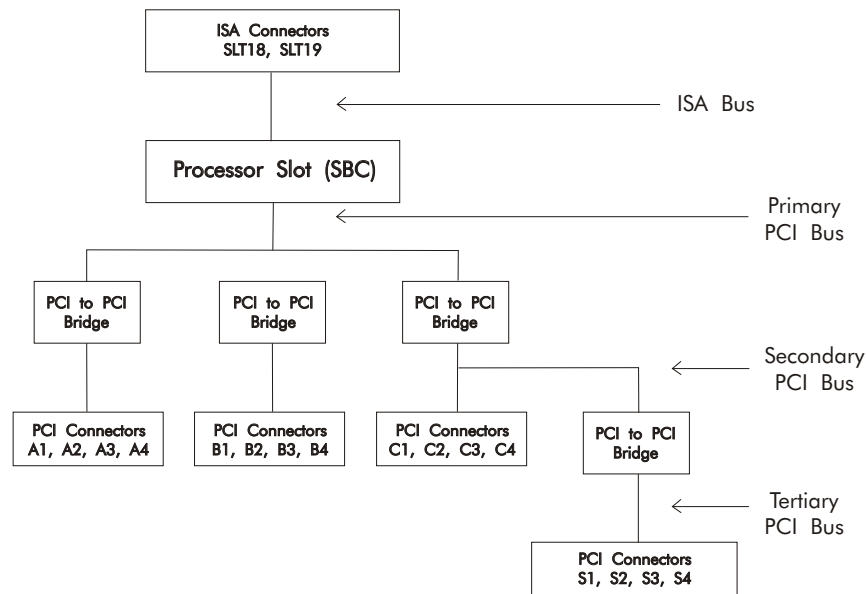 ISA Connectors
SLT18, SLT19
ISA Bus
Processor Slot (SBC)
Primary
PCI Bus
PCI to PCI
Bridge
PCI to PCI
Bridge
PCI to PCI
Bridge
Secondary
PCI Bus
PCI Connectors
A1, A2, A3, A4
PCI Connectors
B1, B2, B3, B4
PCI Connectors
C1, C2, C3, C4
PCI to PCI
Bridge
Tertiary
PCI Bus
PCI Connectors
S1, S2, S3, S4